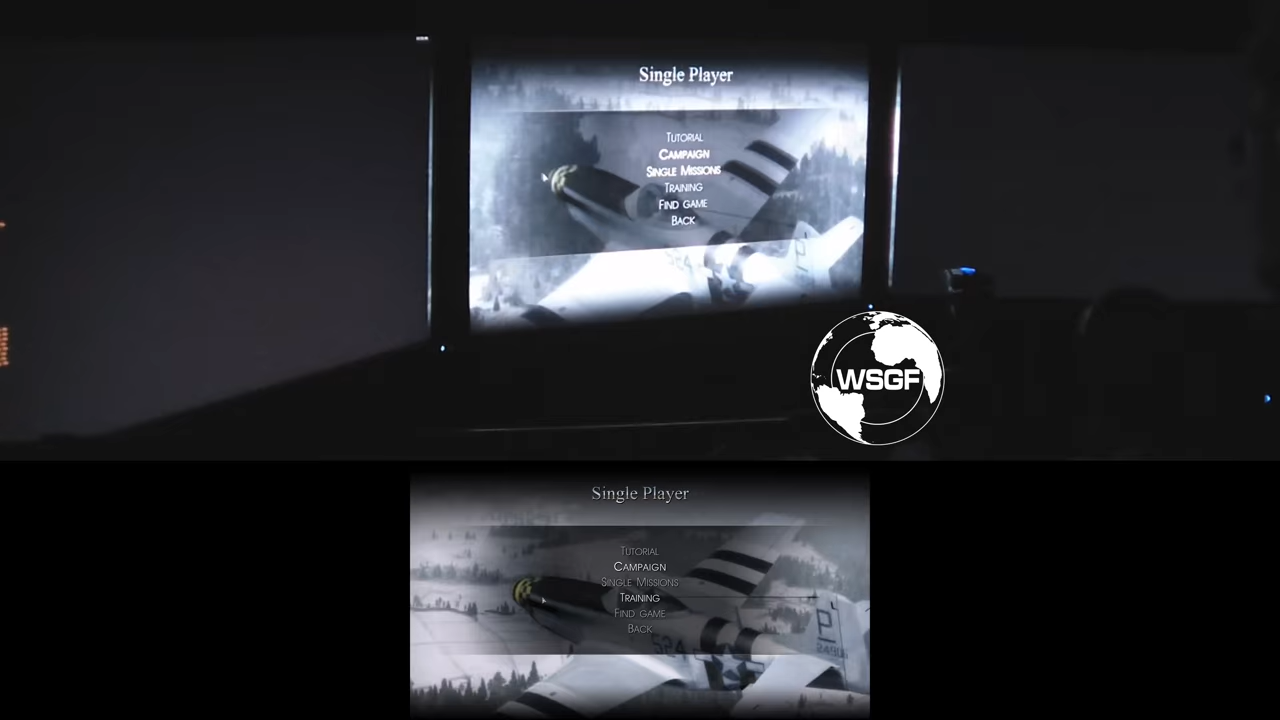 Single Player
TUTORIAL
CAMPAIGN
SINGLE MISSIONS
TRAINING
FIND GAME
BACK
WSGF
Single Player
TUTORIAL
CAMPAIGN
SINGLE MISSIONS
TRAINING
FIND GAME
BACK
524
P